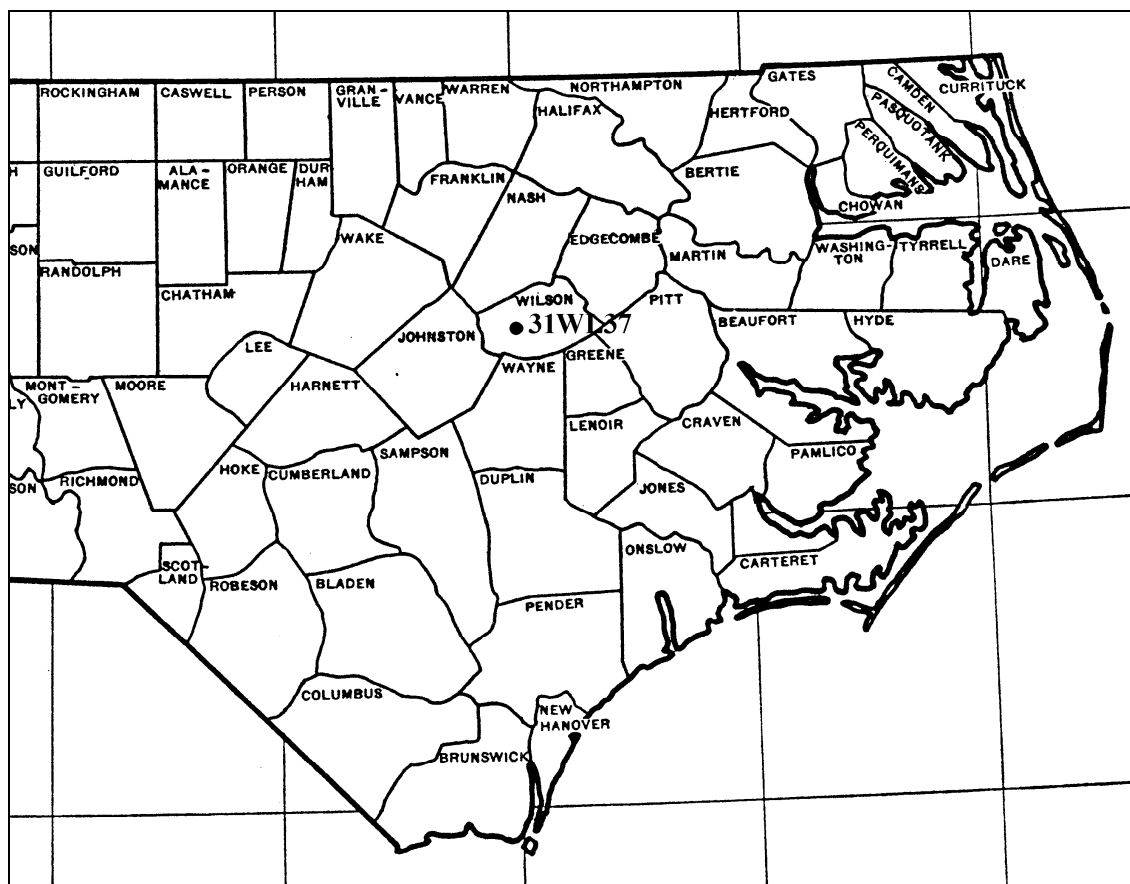 GATES
CAMDEN
CURRITUCK
ROCKINGHAM
CASWELL
PERSON
GRAN-
VILLE
VANCE
WARREN
NORTHAMPTON
HALIFAX
HERTFORD
PASQUOTANK
PERQUIMANS
H
GUILFORD
ALA-
MANCE
ORANGE
DUR
HAM
FRANKLIN
NASH
BERTIE
CHOWAN
SON
WAKE
EDGECOMBE
MARTIN
WASHING-
TON
TYRRELL
DARE
RANDOLPH
CHATHAM
WILSON
PITT
31WL37
BEAUFORT
HYDE
LEE
JOHNSTON
WAYNE
GREENE
LY
MONT-
GOMERY
MOORE
HARNETT
LENOIR
CRAVEN
SON
RICHMOND
HOKE
CUMBERLAND
SAMPSON
DUPLIN
JONES
PAMLICO
SCOT-
LAND
ROBESON
BLADEN
ONSLOW
CARTERET
PENDER
COLUMBUS
NEW
HANOVER
BRUNSWICK